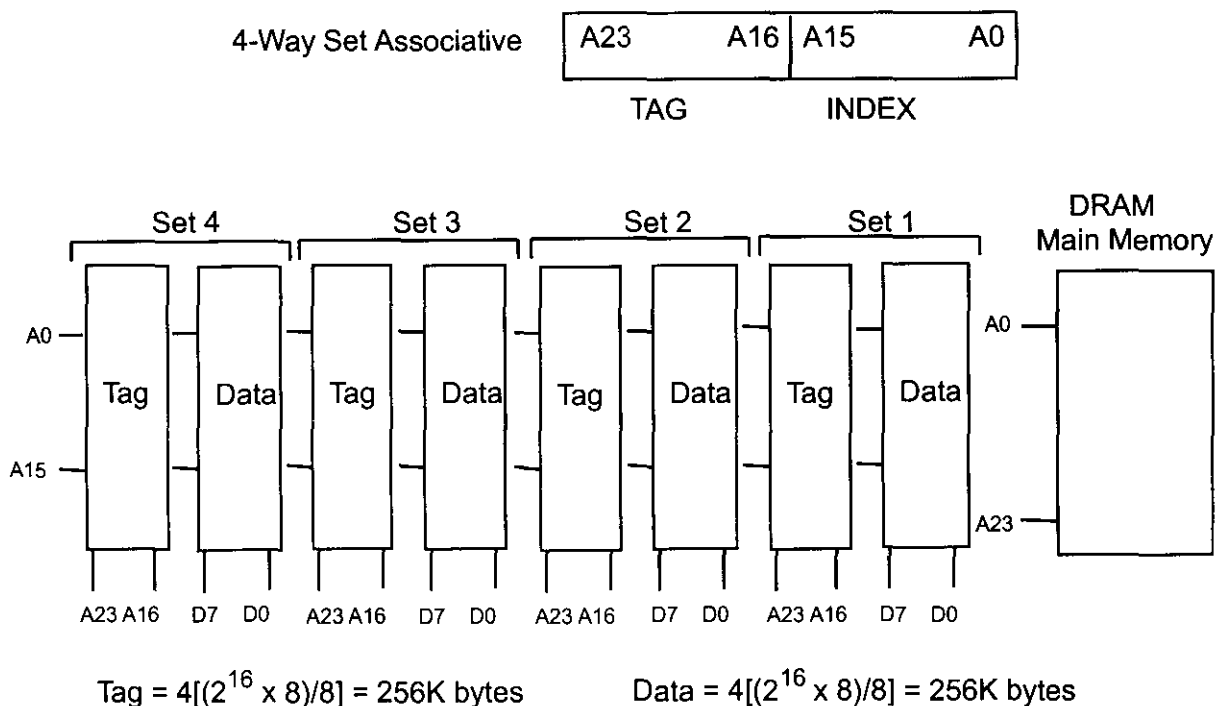 4-Way Set Associative
A23 A16 A15 A0
TAG INDEX
Set 4 Set 3 Set 2 Set 1
DRAM
Main Memory
A0 A0
Tag Data Tag Data Tag Data Tag Data
A15
A23
A23 A16 D7 D0 A23 A16 D7 D0 A23 A16 D7 D0 A23 A16 D7 D0
Tag = 4[(2^16 x 8)/8] = 256K bytes Data = 4[(2^16 x 8)/8] = 256K bytes